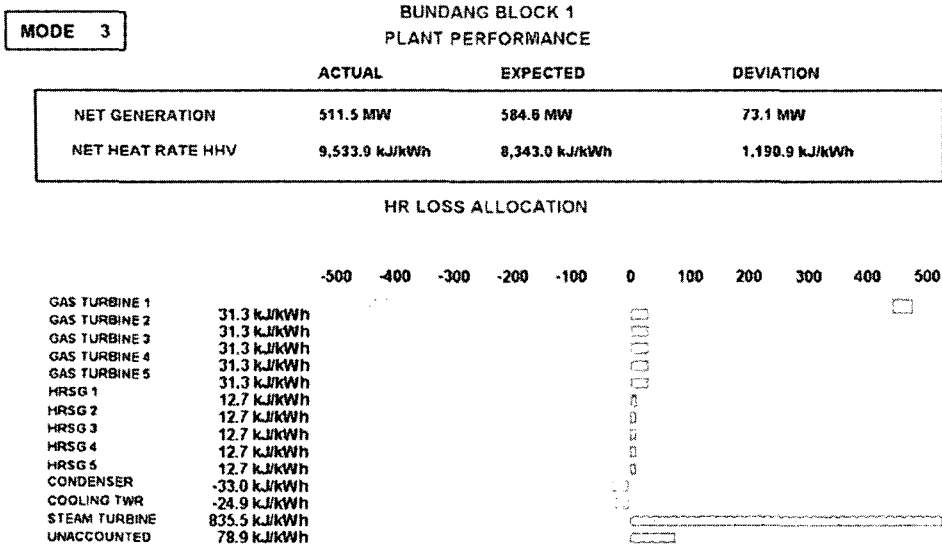 MODE 3
BUNDANG BLOCK 1
PLANT PERFORMANCE
ACTUAL EXPECTED DEVIATION
NET GENERATION 511.5 MW 584.6 MW 73.1 MW
NET HEAT RATE HHV 9,533.9 kJ/kWh 8,343.0 kJ/kWh 1,190.9 kJ/kWh
HR LOSS ALLOCATION
-500 -400 -300 -200 -100 0 100 200 300 400 500
GAS TURBINE 1 31.3 kJ/kWh
GAS TURBINE 2 31.3 kJ/kWh
GAS TURBINE 3 31.3 kJ/kWh
GAS TURBINE 4 31.3 kJ/kWh
GAS TURBINE 5 31.3 kJ/kWh
HRSG 1 12.7 kJ/kWh
HRSG 2 12.7 kJ/kWh
HRSG 3 12.7 kJ/kWh
HRSG 4 12.7 kJ/kWh
HRSG 5 12.7 kJ/kWh
CONDENSER -33.0 kJ/kWh
COOLING TWR -24.9 kJ/kWh
STEAM TURBINE 835.5 kJ/kWh
UNACCOUNTED 78.9 kJ/kWh